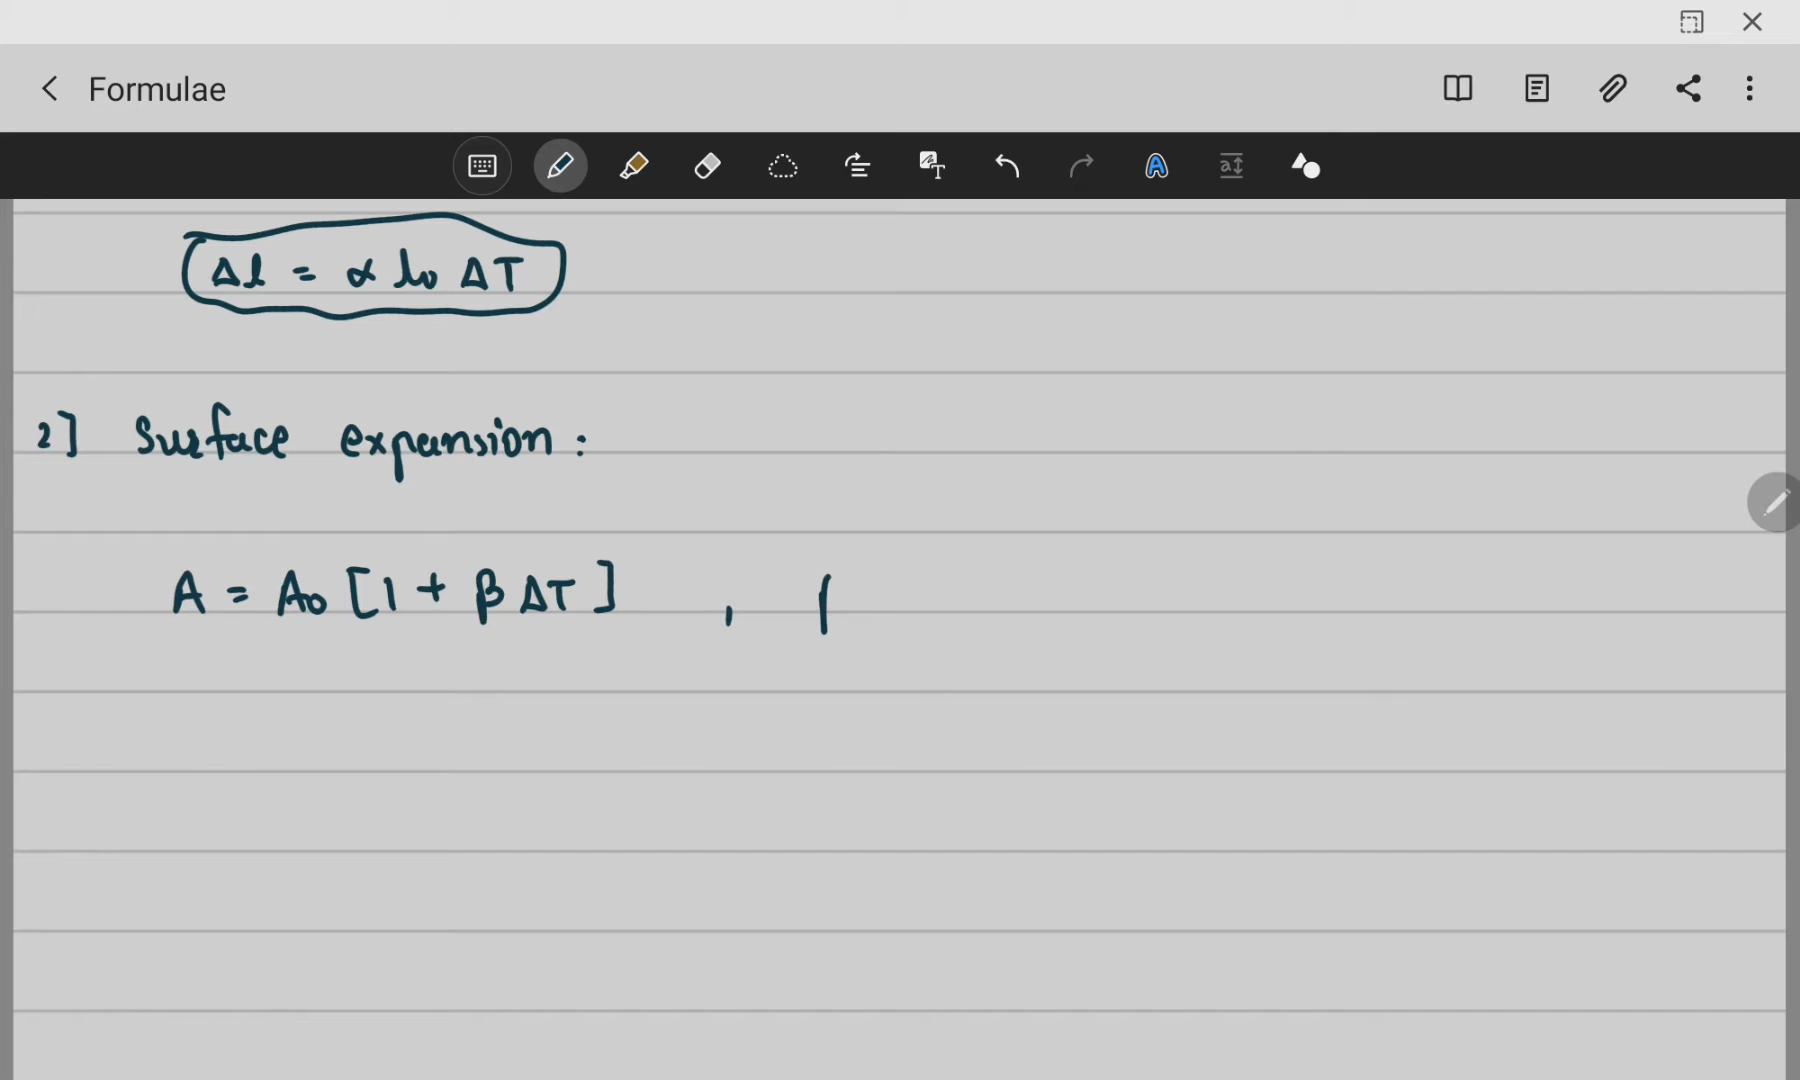 Formulae
Δl = α l₀ ΔT
2] Surface expansion:
A = A₀ [1 + β ΔT] ,